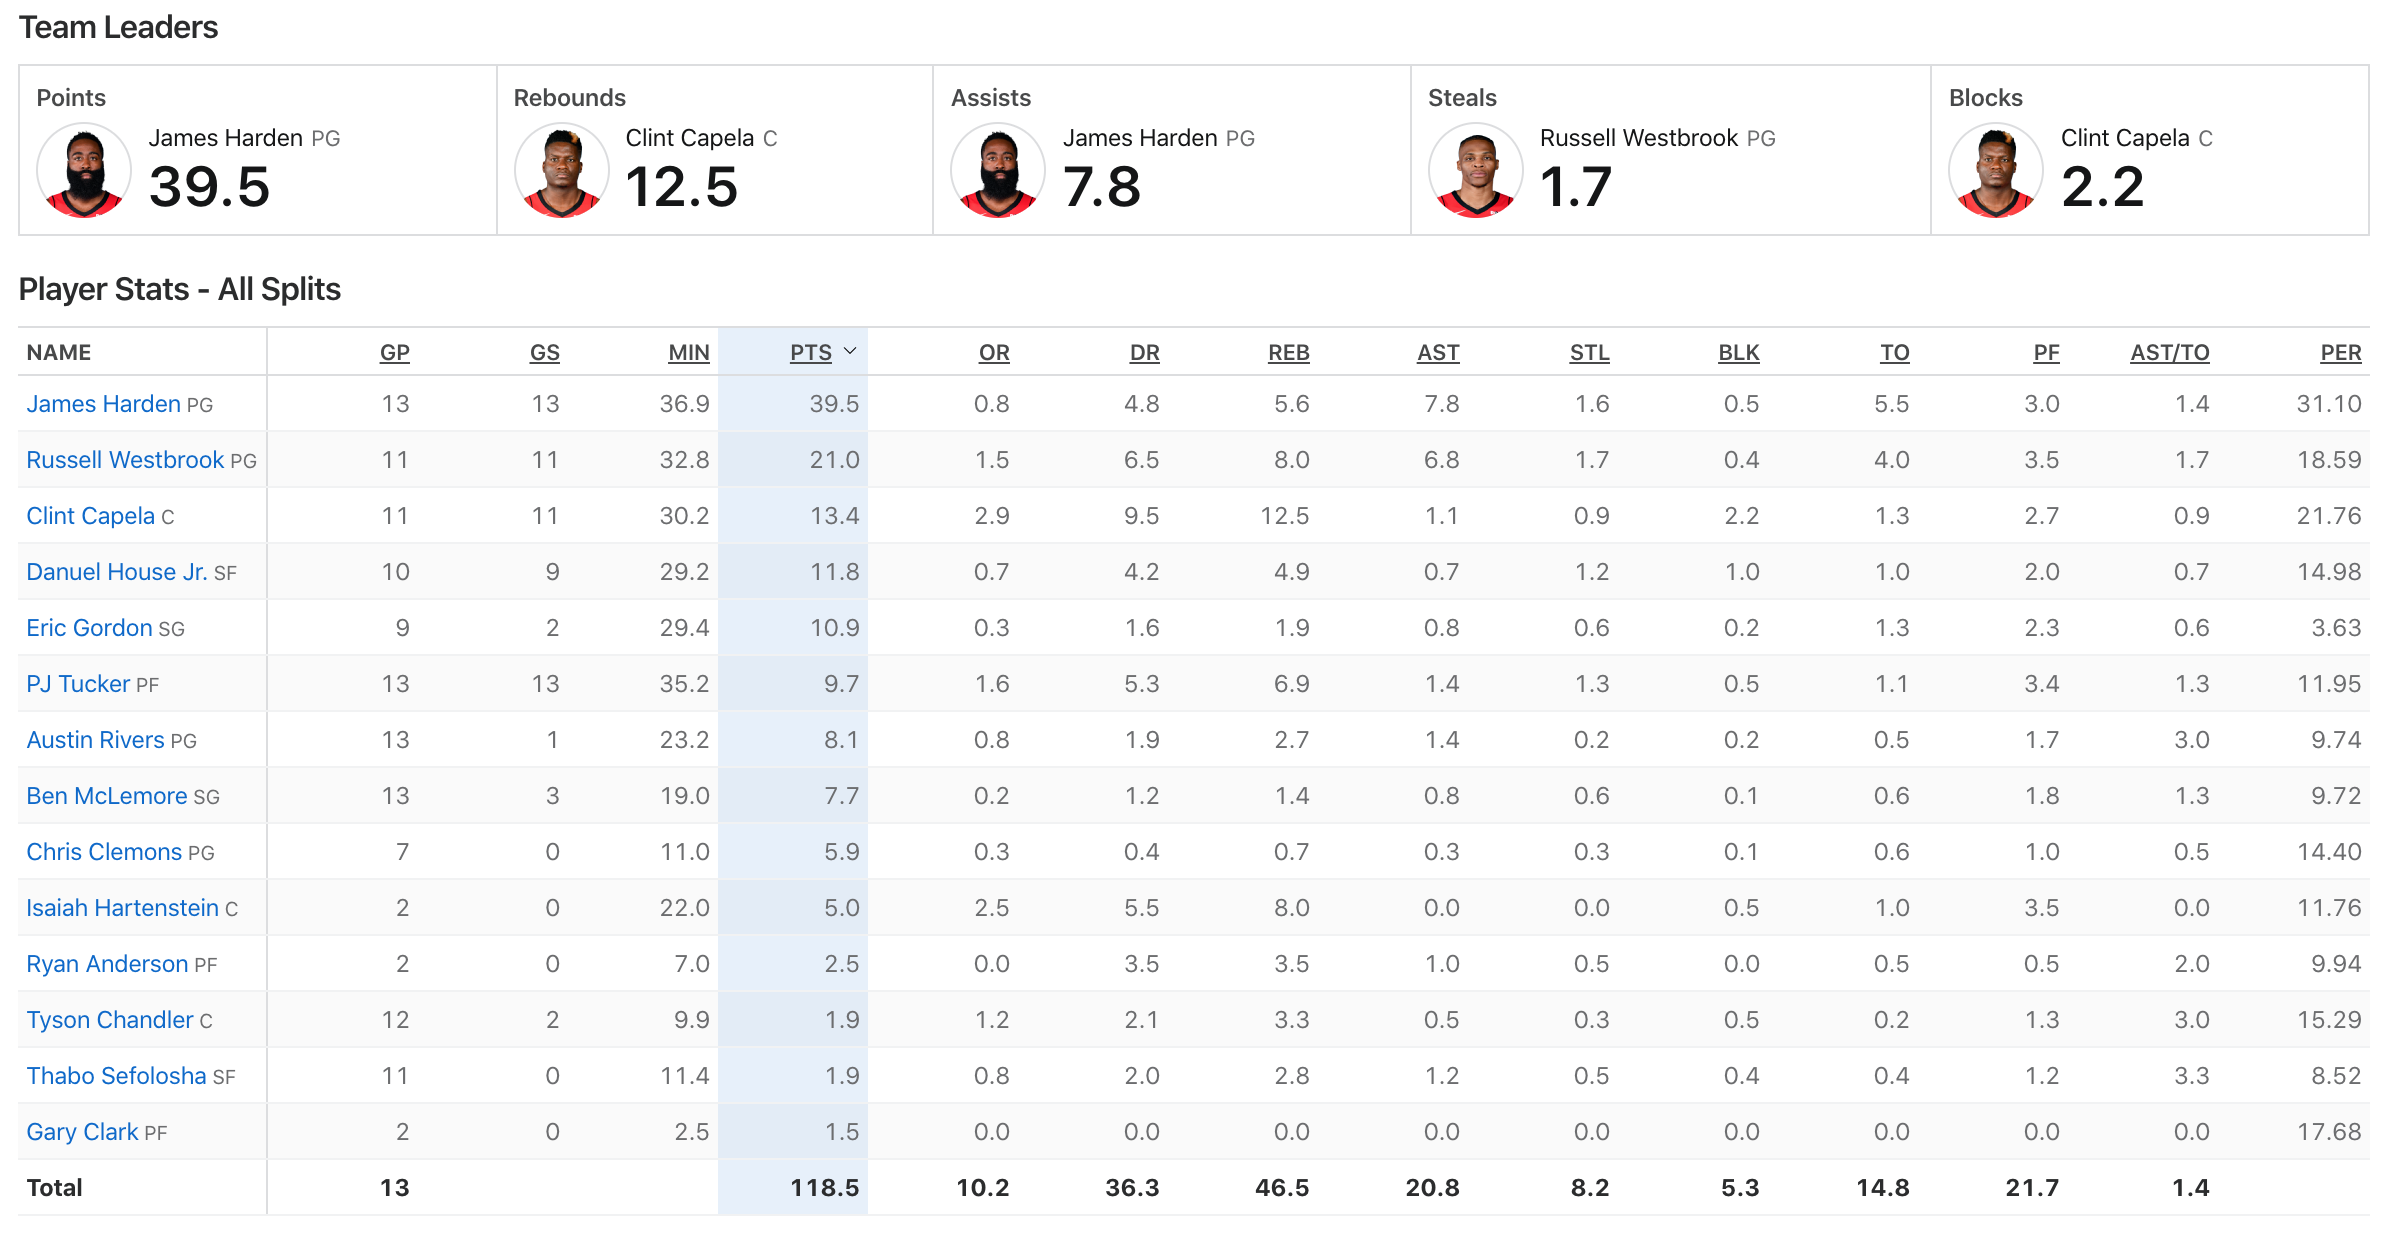 Team Leaders
Points Rebounds Assists Steals Blocks
James Harden PG Clint Capela C James Harden PG Russell Westbrook PG Clint Capela C
39.5 12.5 7.8 1.7 2.2
Player Stats - All Splits
NAME GP GS MIN PTS OR DR REB AST STL BLK TO PF AST/TO PER
James Harden PG 13 13 36.9 39.5 0.8 4.8 5.6 7.8 1.6 0.5 5.5 3.0 1.4 31.10
Russell Westbrook PG 11 11 32.8 21.0 1.5 6.5 8.0 6.8 1.7 0.4 4.0 3.5 1.7 18.59
Clint Capela C 11 11 30.2 13.4 2.9 9.5 12.5 1.1 0.9 2.2 1.3 2.7 0.9 21.76
Danuel House Jr. SF 10 9 29.2 11.8 0.7 4.2 4.9 0.7 1.2 1.0 1.0 2.0 0.7 14.98
Eric Gordon SG 9 2 29.4 10.9 0.3 1.6 1.9 0.8 0.6 0.2 1.3 2.3 0.6 3.63
PJ Tucker PF 13 13 35.2 9.7 1.6 5.3 6.9 1.4 1.3 0.5 1.1 3.4 1.3 11.95
Austin Rivers PG 13 1 23.2 8.1 0.8 1.9 2.7 1.4 0.2 0.2 0.5 1.7 3.0 9.74
Ben McLemore SG 13 3 19.0 7.7 0.2 1.2 1.4 0.8 0.6 0.1 0.6 1.8 1.3 9.72
Chris Clemons PG 7 0 11.0 5.9 0.3 0.4 0.7 0.3 0.3 0.1 0.6 1.0 0.5 14.40
Isaiah Hartenstein C 2 0 22.0 5.0 2.5 5.5 8.0 0.0 0.0 0.5 1.0 3.5 0.0 11.76
Ryan Anderson PF 2 0 7.0 2.5 0.0 3.5 3.5 1.0 0.5 0.0 0.5 0.5 2.0 9.94
Tyson Chandler C 12 2 9.9 1.9 1.2 2.1 3.3 0.5 0.3 0.5 0.2 1.3 3.0 15.29
Thabo Sefolosha SF 11 0 11.4 1.9 0.8 2.0 2.8 1.2 0.5 0.4 0.4 1.2 3.3 8.52
Gary Clark PF 2 0 2.5 1.5 0.0 0.0 0.0 0.0 0.0 0.0 0.0 0.0 0.0 17.68
Total 13 118.5 10.2 36.3 46.5 20.8 8.2 5.3 14.8 21.7 1.4